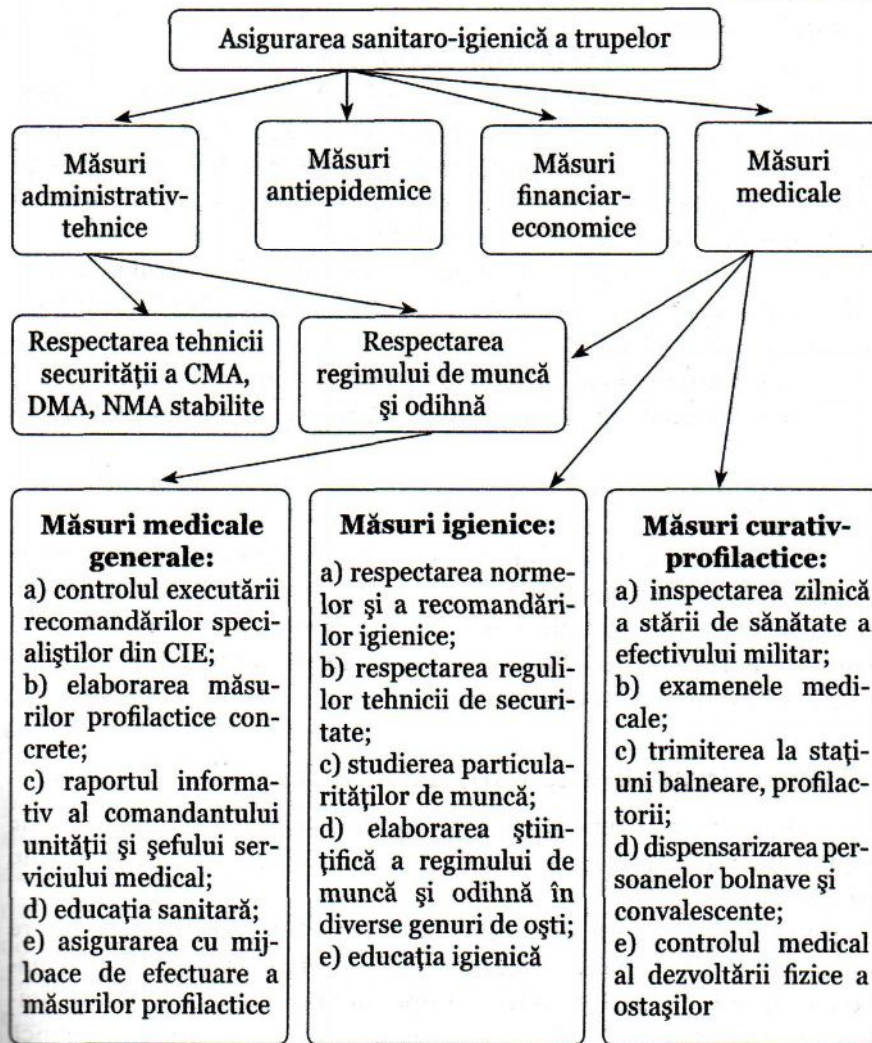 Asigurarea sanitaro-igienică a trupelor
Măsuri
administrativ-
tehnice
Măsuri
antiepidemice
Măsuri
financiar-
economice
Măsuri
medicale
Respectarea tehnicii
securității a CMA,
DMA, NMA stabilite
Respectarea
regimului de muncă
și odihnă
Măsuri medicale
generale:
a) controlul executării
recomandărilor speci-
aliștilor din CIE;
b) elaborarea măsu-
rilor profilactice con-
crete;
c) raportul informa-
tiv al comandantului
unității și șefului ser-
viciului medical;
d) educația sanitară;
e) asigurarea cu mij-
loace de efectuare a
măsurilor profilactice
Măsuri igienice:
a) respectarea norme-
lor și a recomandări-
lor igienice;
b) respectarea reguli-
lor tehnicii de securi-
tate;
c) studierea particula-
rităților de muncă;
d) elaborarea știin-
țifică a regimului de
muncă și odihnă în
diverse genuri de oști;
e) educația igienică
Măsuri curativ-
profilactice:
a) inspectarea zilnică
a stării de sănătate a
efectivului militar;
b) examenele medi-
cale;
c) trimiterea la stați-
uni balneare, profilac-
torii;
d) dispensarizarea per-
soanelor bolnave și
convalescente;
e) controlul medical
al dezvoltării fizice a
ostașilor